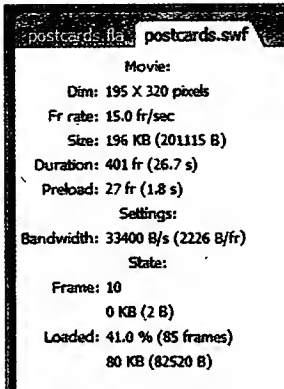 postcards.fla postcards.swf
Movie:
Dim: 195 X 320 pixels
Fr rate: 15.0 fr/sec
Size: 196 KB (201115 B)
Duration: 401 fr (26.7 s)
Preload: 27 fr (1.8 s)
Settings:
Bandwidth: 33400 B/s (2226 B/fr)
State:
Frame: 10
0 KB (2 B)
Loaded: 41.0 % (85 frames)
80 KB (82520 B)